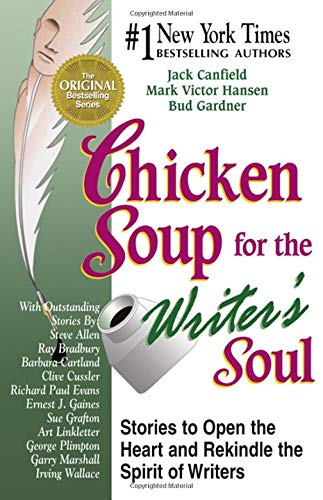 #1 New York Times
BESTSELLING AUTHORS
Jack Canfield
Mark Victor Hansen
Bud Gardner
The
ORIGINAL
Bestselling
Series
Chicken
Soup for the
Writer's
Soul
With Outstanding
Stories By:
Steve Allen
Ray Bradbury
Barbara Cartland
Clive Cussler
Richard Paul Evans
Ernest J. Gaines
Sue Grafton
Art Linkletter
George Plimpton
Garry Marshall
Irving Wallace
Stories to Open the
Heart and Rekindle the
Spirit of Writers